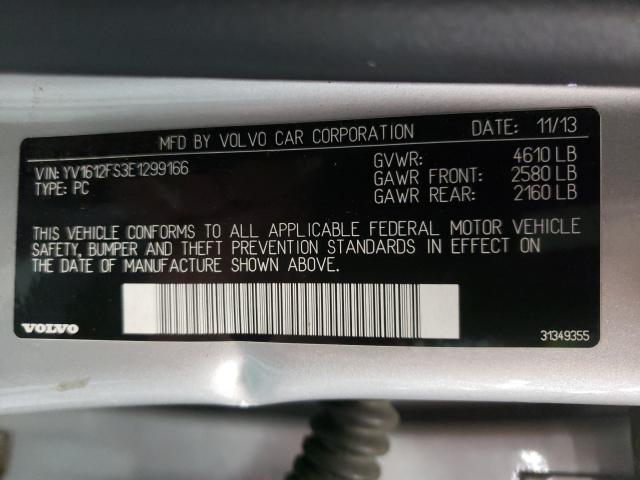 MFD BY VOLVO CAR CORPORATION DATE: 11/13
VIN: YV1612FS3E1299166 GVWR: 4610 LB
TYPE: PC GAWR FRONT: 2580 LB
GAWR REAR: 2160 LB
THIS VEHICLE CONFORMS TO ALL APPLICABLE FEDERAL MOTOR VEHICLE
SAFETY, BUMPER AND THEFT PREVENTION STANDARDS IN EFFECT ON
THE DATE OF MANUFACTURE SHOWN ABOVE.
VOLVO 31349355